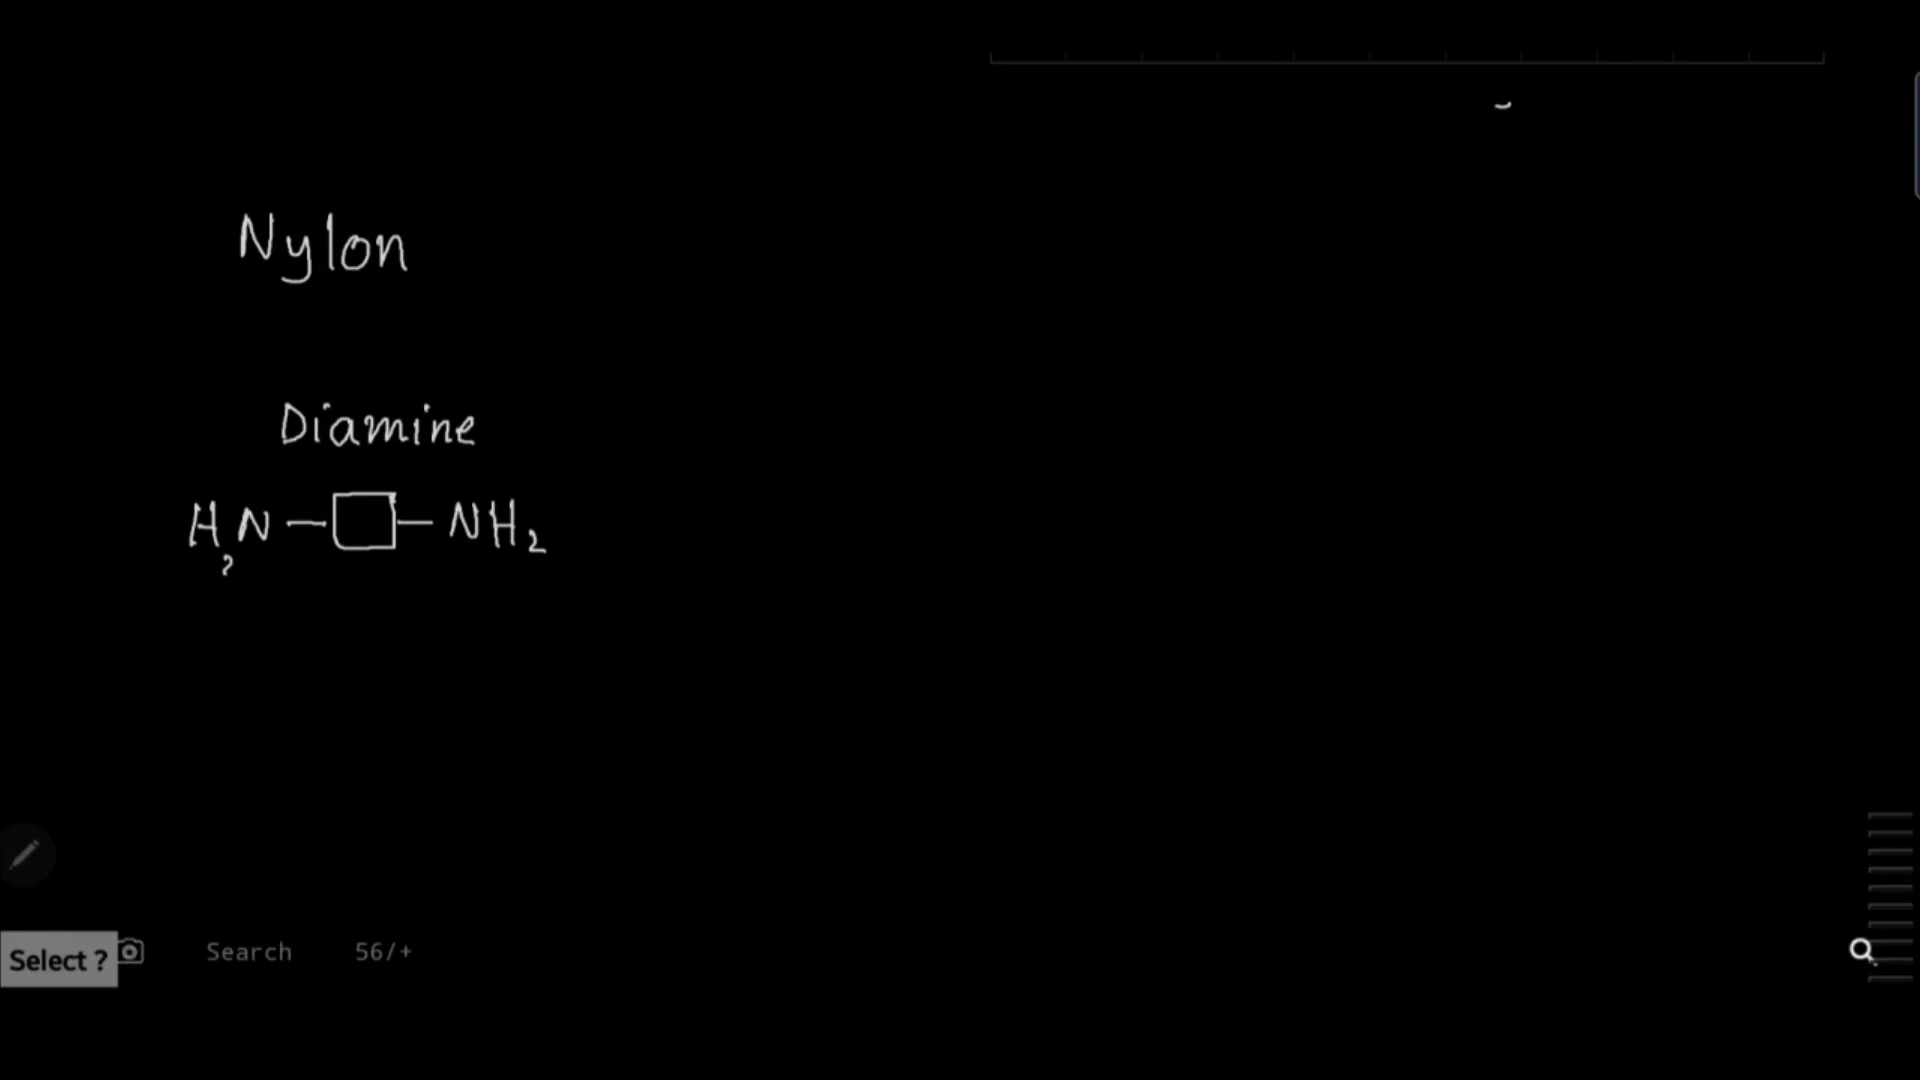 Nylon
Diamine
H₂N—□—NH₂
Select ?
Search 56/+